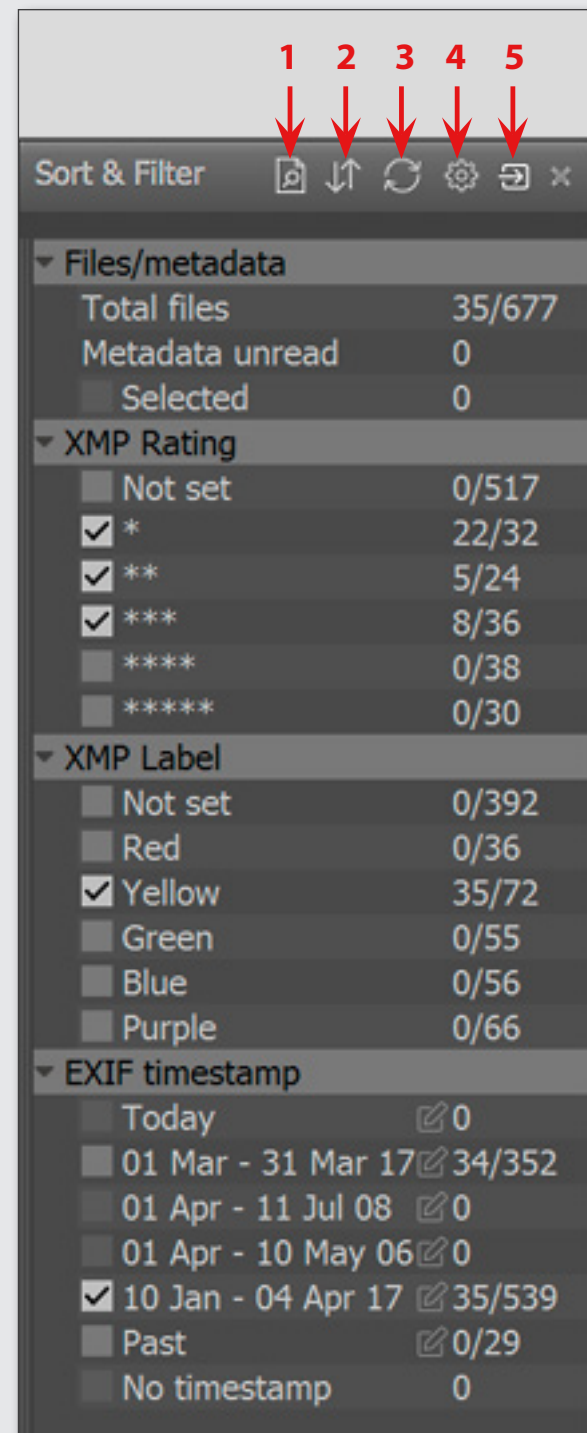 1 2 3 4 5
Sort & Filter
Files/metadata
Total files 35/677
Metadata unread 0
Selected 0
XMP Rating
Not set 0/517
* 22/32
** 5/24
*** 8/36
**** 0/38
***** 0/30
XMP Label
Not set 0/392
Red 0/36
Yellow 35/72
Green 0/55
Blue 0/56
Purple 0/66
EXIF timestamp
Today 0
01 Mar - 31 Mar 17 34/352
01 Apr - 11 Jul 08 0
01 Apr - 10 May 06 0
10 Jan - 04 Apr 17 35/539
Past 0/29
No timestamp 0